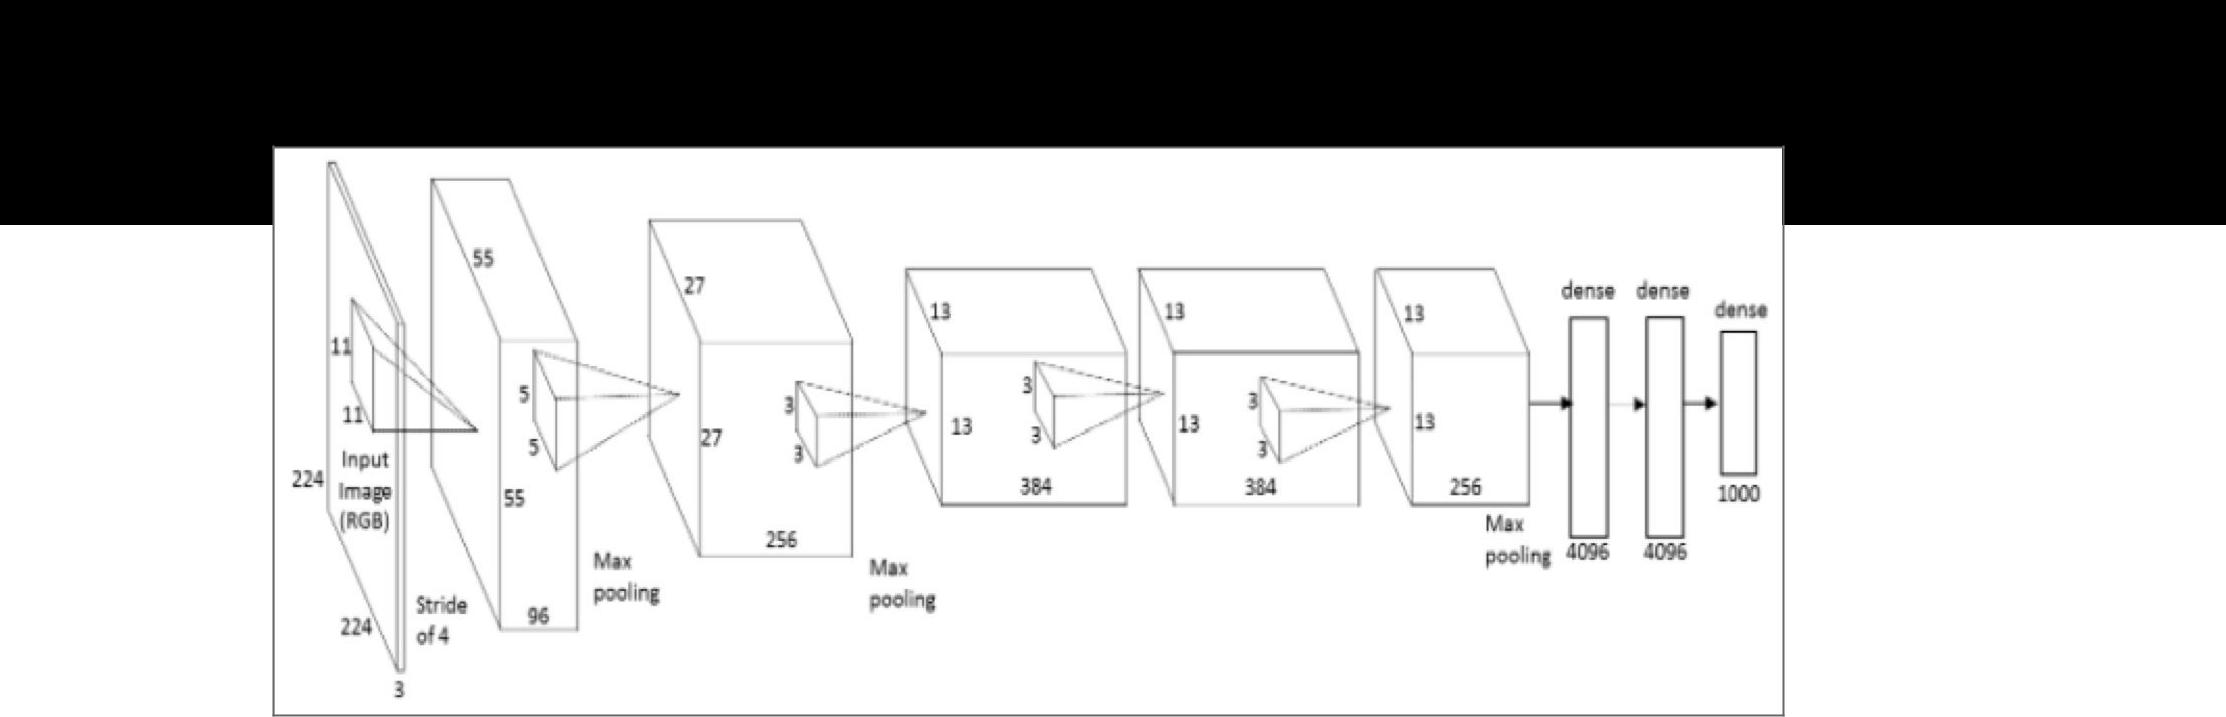 11
11
Input
Image
(RGB)
224
224
3
Stride
of 4
55
5
5
55
96
Max
pooling
27
3
3
27
256
Max
pooling
13
3
3
13
384
13
3
3
13
384
13
13
256
Max
pooling
dense
4096
dense
4096
dense
1000